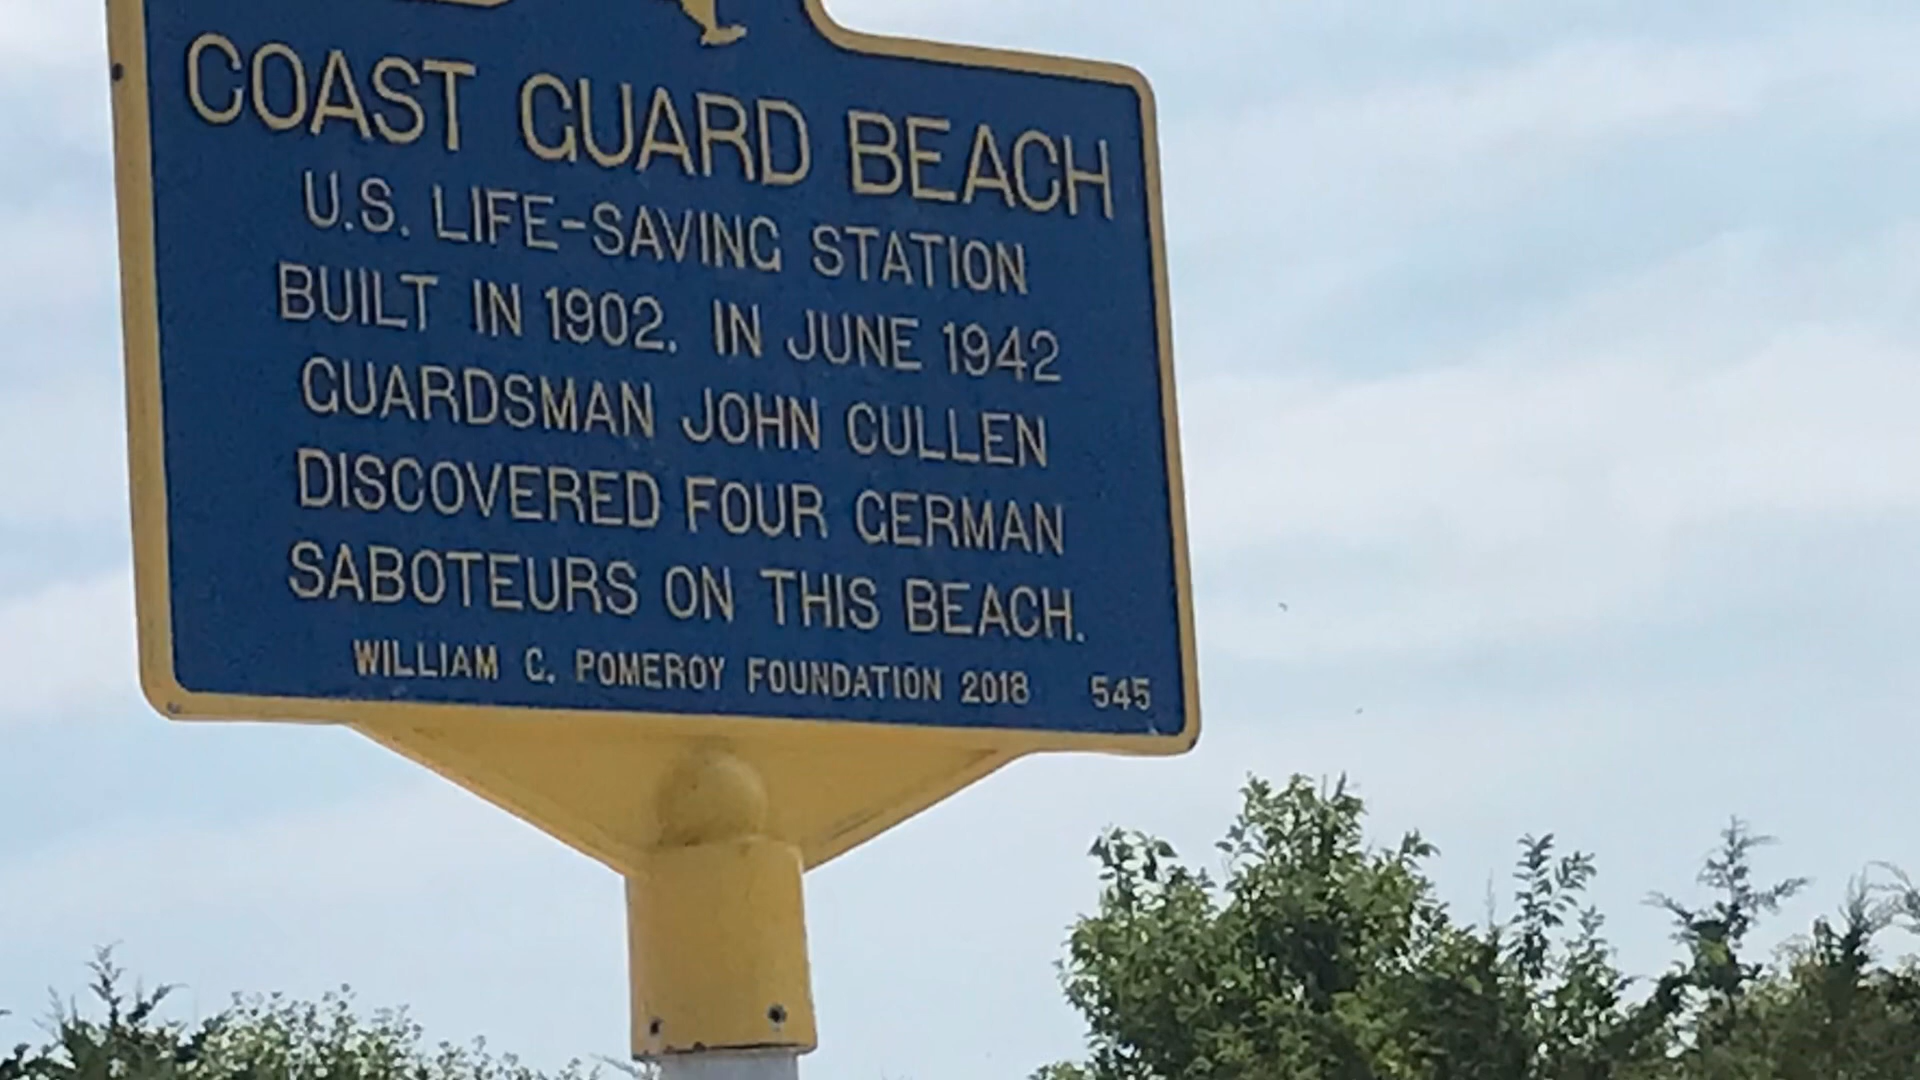 COAST GUARD BEACH
U.S. LIFE-SAVING STATION
BUILT IN 1902. IN JUNE 1942
GUARDSMAN JOHN CULLEN
DISCOVERED FOUR GERMAN
SABOTEURS ON THIS BEACH.
WILLIAM C. POMEROY FOUNDATION 2018 545